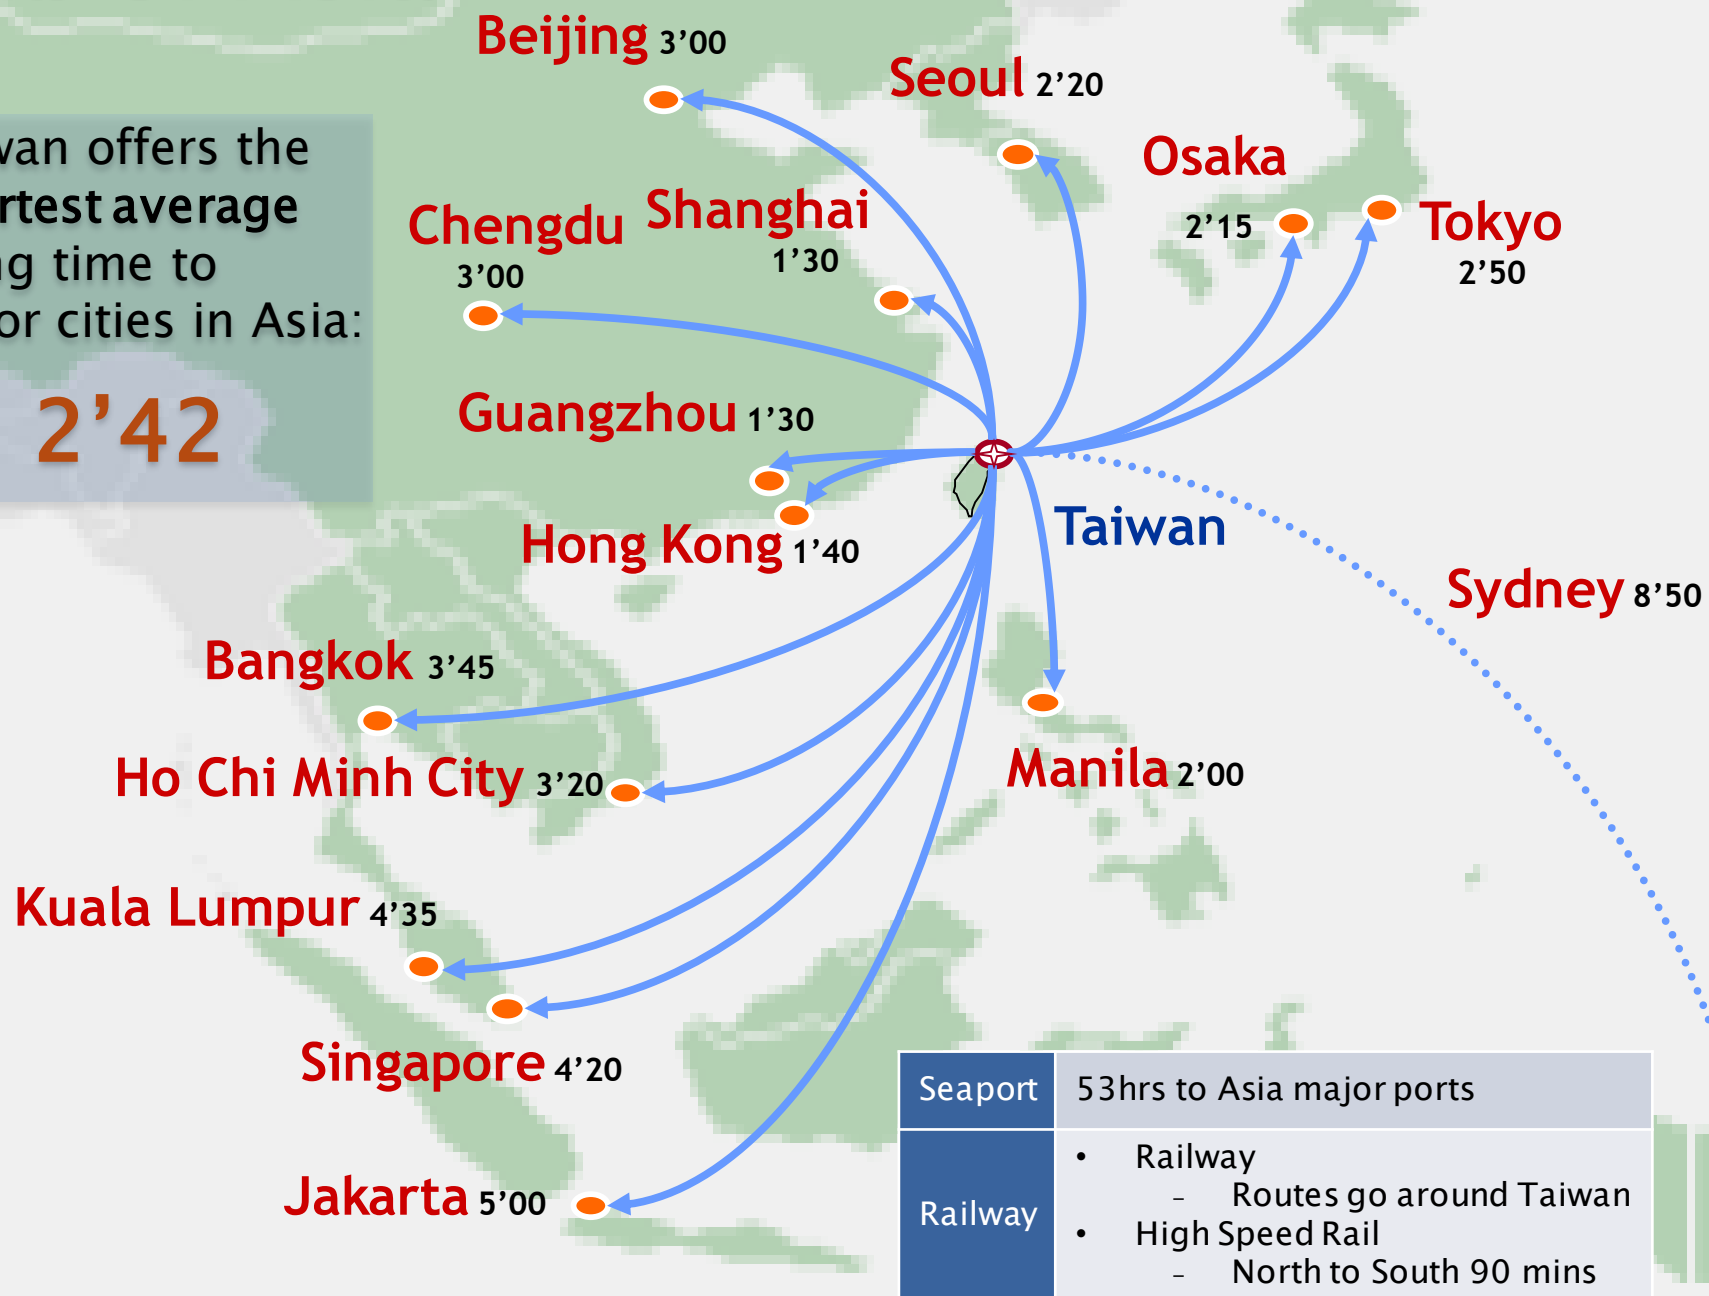 Beijing 3’00
Seoul 2’20
wan offers the
rtest average
ng time to
or cities in Asia:
2’42
Osaka
2’15
Tokyo
2’50
Chengdu
3’00
Shanghai
1’30
Guangzhou 1’30
Hong Kong 1’40
Taiwan
Sydney 8’50
Bangkok 3’45
Ho Chi Minh City 3’20
Manila 2’00
Kuala Lumpur 4’35
Singapore 4’20
Jakarta 5’00
Seaport
53hrs to Asia major ports
Railway
• Railway
– Routes go around Taiwan
• High Speed Rail
– North to South 90 mins